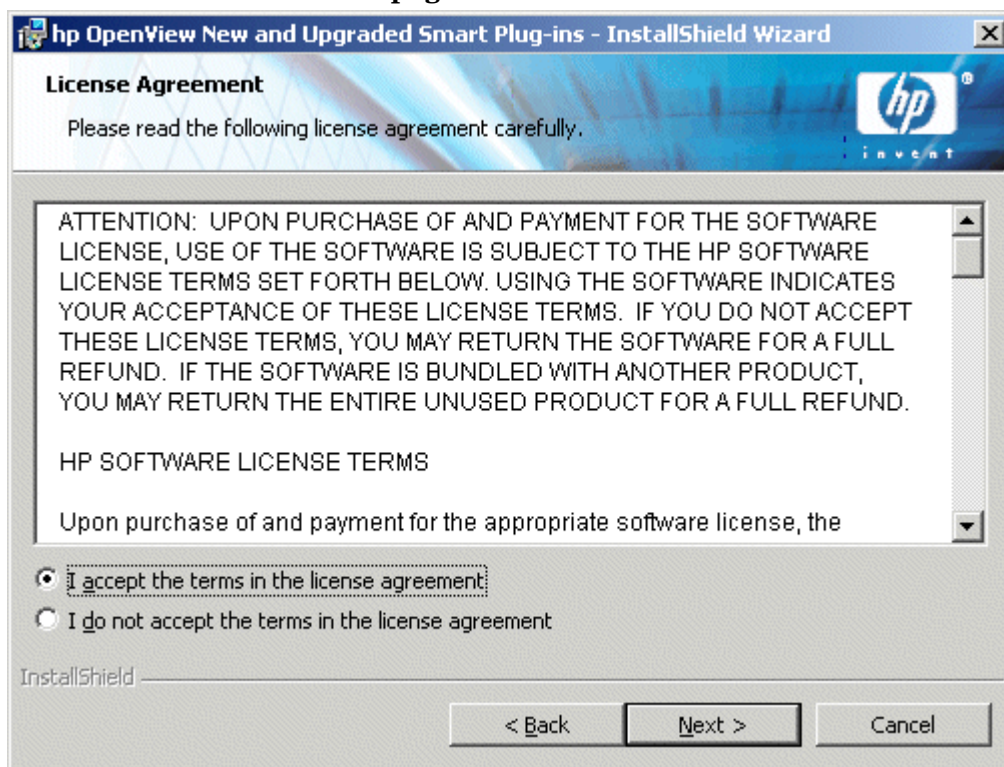 hp OpenView New and Upgraded Smart Plug-ins - InstallShield Wizard
License Agreement
Please read the following license agreement carefully.
hp
®
invent
ATTENTION: UPON PURCHASE OF AND PAYMENT FOR THE SOFTWARE
LICENSE, USE OF THE SOFTWARE IS SUBJECT TO THE HP SOFTWARE
LICENSE TERMS SET FORTH BELOW. USING THE SOFTWARE INDICATES
YOUR ACCEPTANCE OF THESE LICENSE TERMS. IF YOU DO NOT ACCEPT
THESE LICENSE TERMS, YOU MAY RETURN THE SOFTWARE FOR A FULL
REFUND. IF THE SOFTWARE IS BUNDLED WITH ANOTHER PRODUCT,
YOU MAY RETURN THE ENTIRE UNUSED PRODUCT FOR A FULL REFUND.
HP SOFTWARE LICENSE TERMS
Upon purchase of and payment for the appropriate software license, the
I accept the terms in the license agreement
I do not accept the terms in the license agreement
InstallShield
< Back Next > Cancel